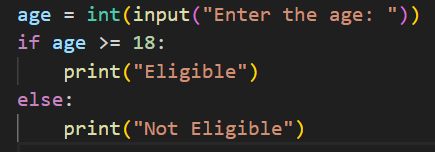 age = int(input("Enter the age: "))
if age >= 18:
    print("Eligible")
else:
    print("Not Eligible")